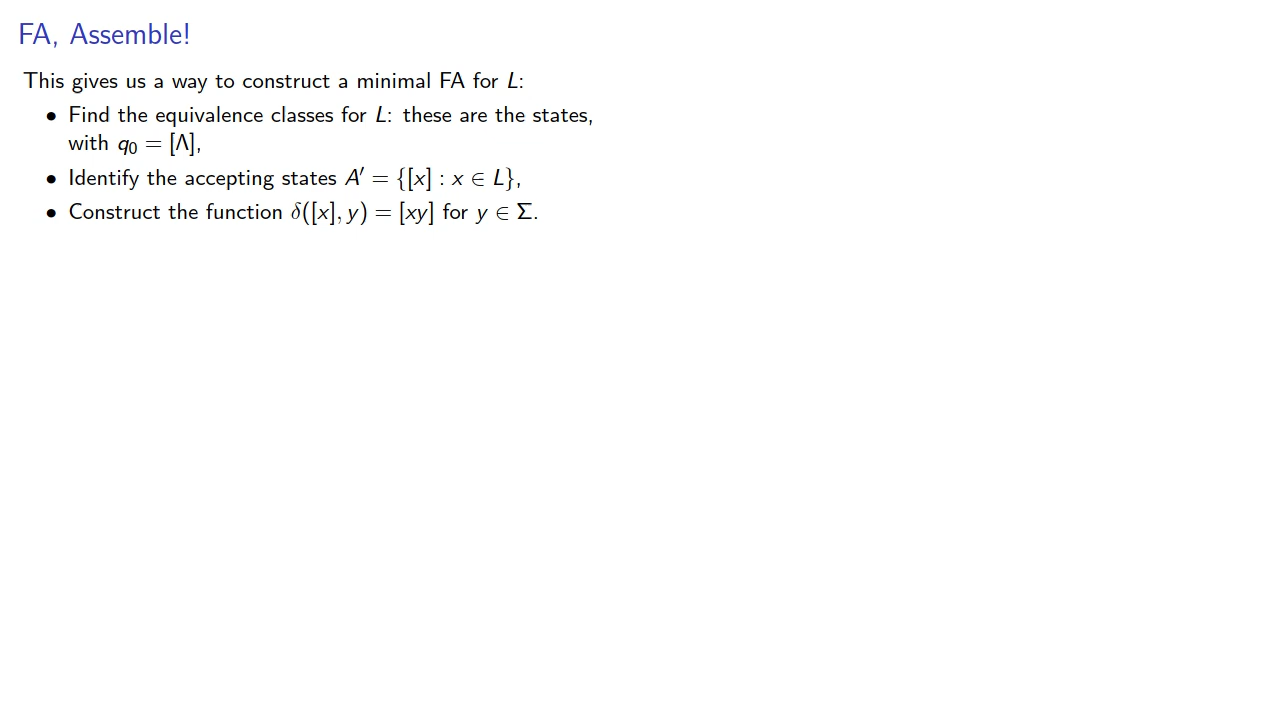 FA, Assemble!
This gives us a way to construct a minimal FA for L:
• Find the equivalence classes for L: these are the states,
with q₀ = [Λ],
• Identify the accepting states A′ = {[x] : x ∈ L},
• Construct the function δ([x], y) = [xy] for y ∈ Σ.